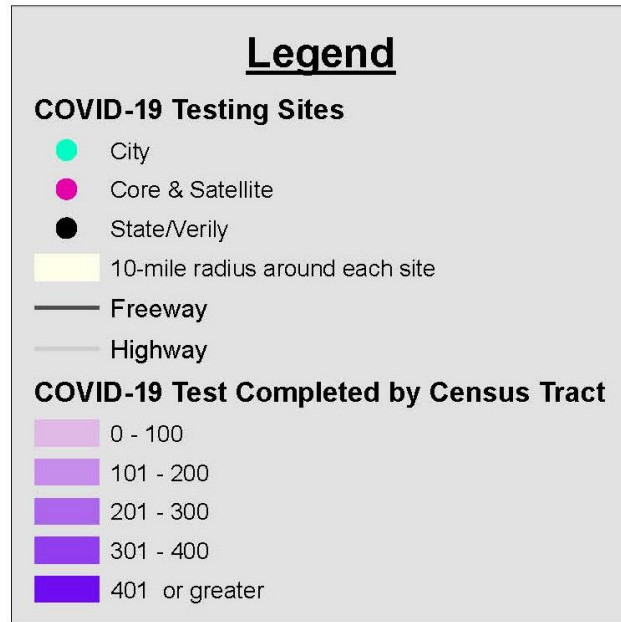 Legend
COVID-19 Testing Sites
City
Core & Satellite
State/Verily
10-mile radius around each site
Freeway
Highway
COVID-19 Test Completed by Census Tract
0 - 100
101 - 200
201 - 300
301 - 400
401 or greater